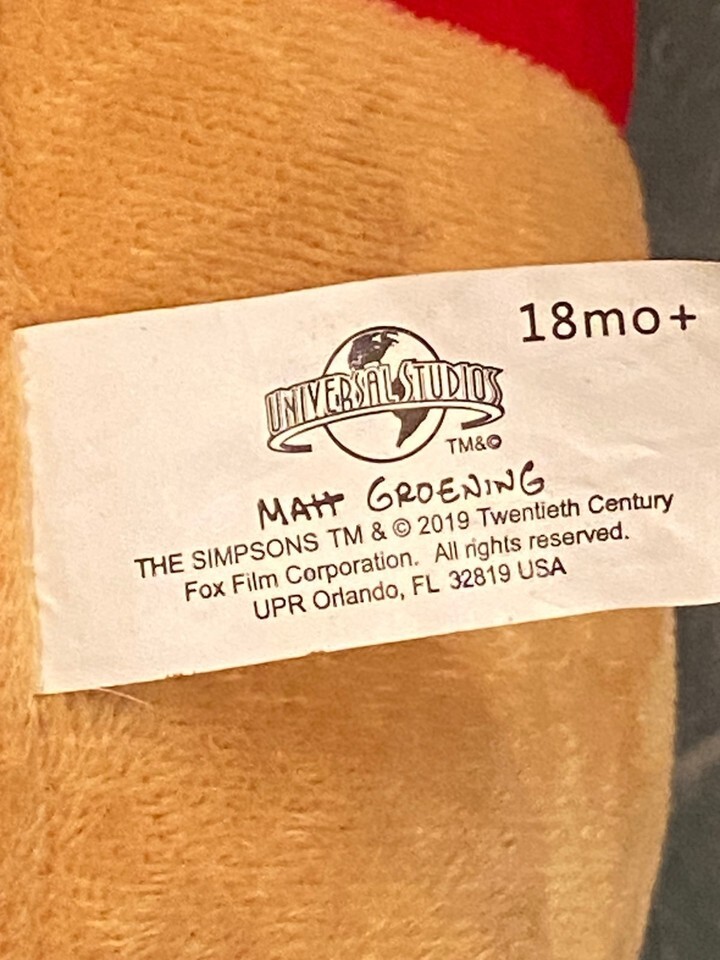 18mo+
UNIVERSAL STUDIOS
TM&©
MATT GROENING
THE SIMPSONS TM & © 2019 Twentieth Century
Fox Film Corporation. All rights reserved.
UPR Orlando, FL 32819 USA